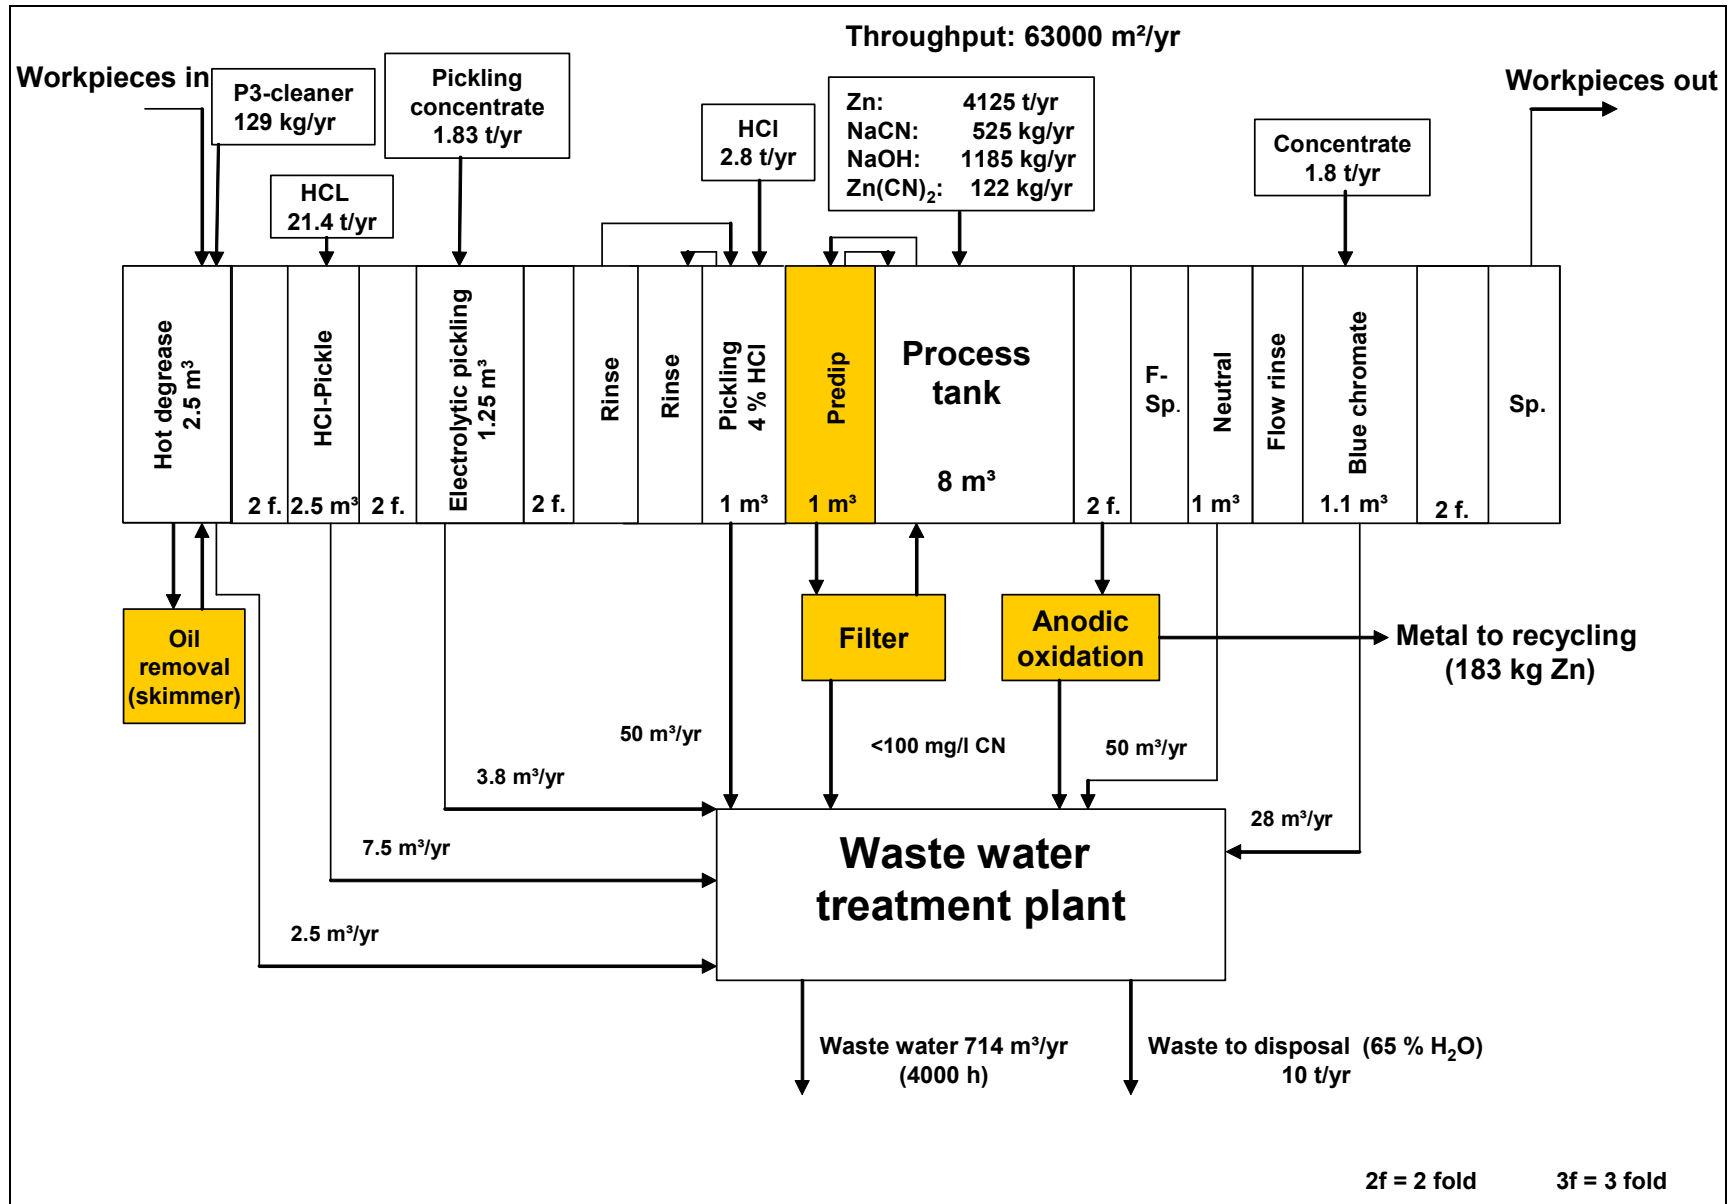 Throughput: 63000 m²/yr
Workpieces in
Workpieces out
P3-cleaner
129 kg/yr
Pickling
concentrate
1.83 t/yr
HCL
21.4 t/yr
HCl
2.8 t/yr
Zn: 4125 t/yr
NaCN: 525 kg/yr
NaOH: 1185 kg/yr
Zn(CN)₂: 122 kg/yr
Concentrate
1.8 t/yr
Hot degrease
2.5 m³
2 f.
HCl-Pickle
2.5 m³
2 f.
Electrolytic pickling
1.25 m³
2 f.
Rinse
Rinse
Pickling
4 % HCl
1 m³
Predip
1 m³
Process
tank
8 m³
2 f.
F-
Sp.
Neutral
1 m³
Flow rinse
Blue chromate
1.1 m³
2 f.
Sp.
Oil
removal
(skimmer)
Filter
Anodic
oxidation
Metal to recycling
(183 kg Zn)
50 m³/yr
<100 mg/l CN
50 m³/yr
3.8 m³/yr
28 m³/yr
7.5 m³/yr
2.5 m³/yr
Waste water
treatment plant
Waste water 714 m³/yr
(4000 h)
Waste to disposal (65 % H₂O)
10 t/yr
2f = 2 fold 3f = 3 fold